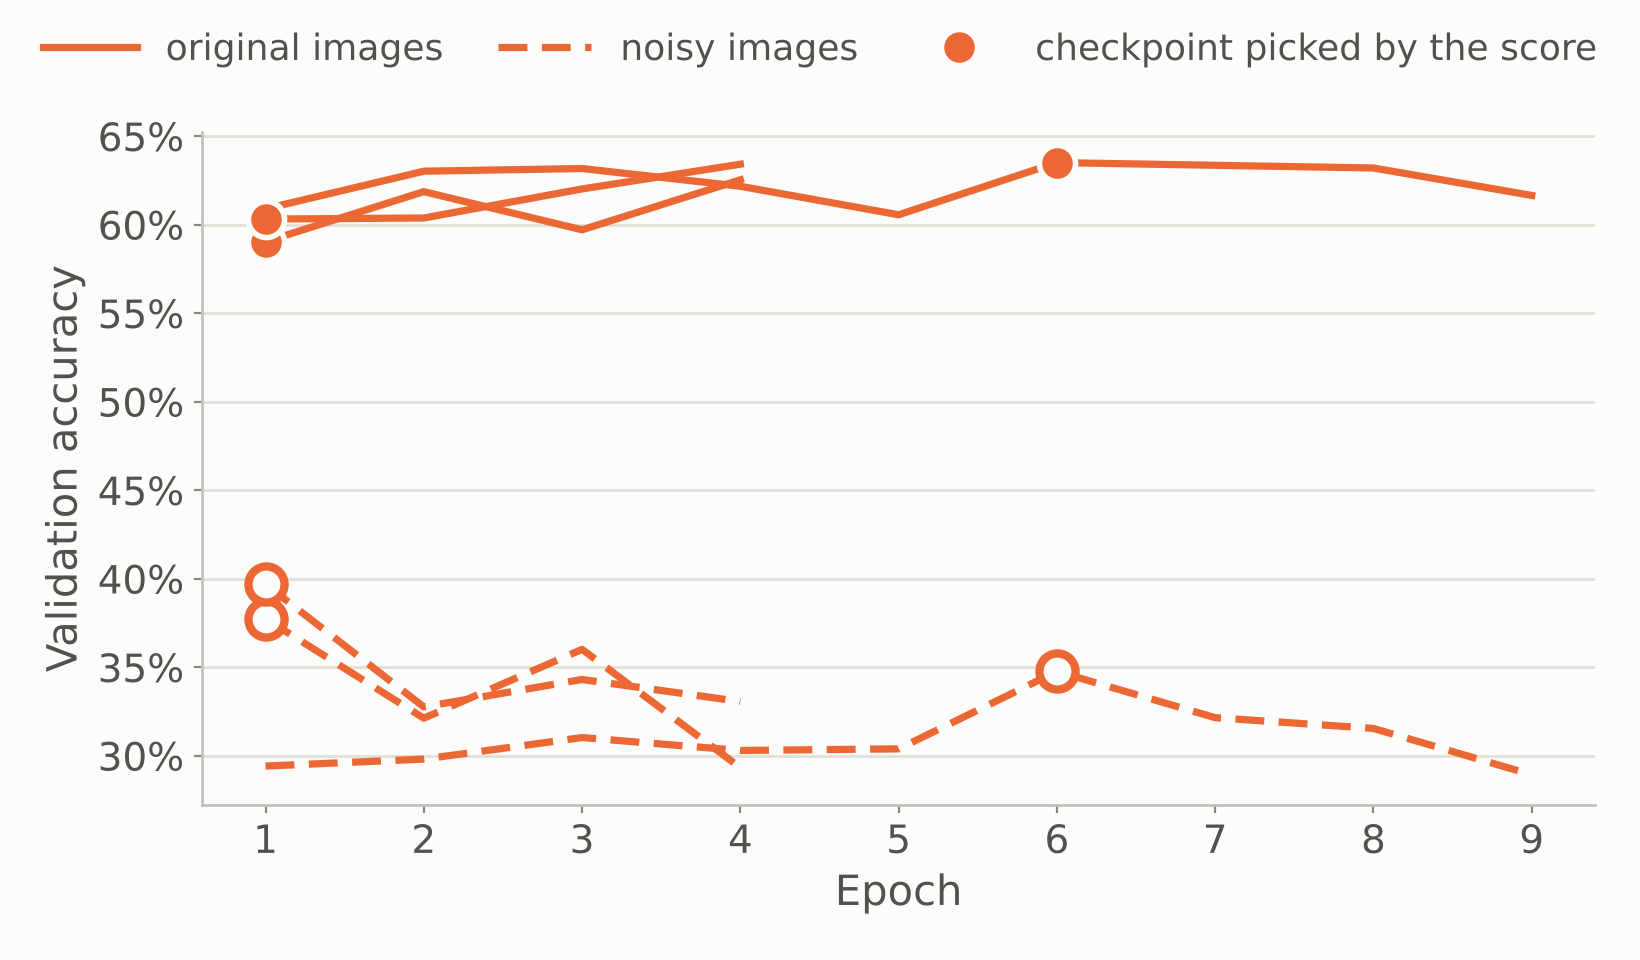 original images noisy images checkpoint picked by the score
65%
60%
55%
50%
45%
40%
35%
30%
Validation accuracy
1 2 3 4 5 6 7 8 9
Epoch